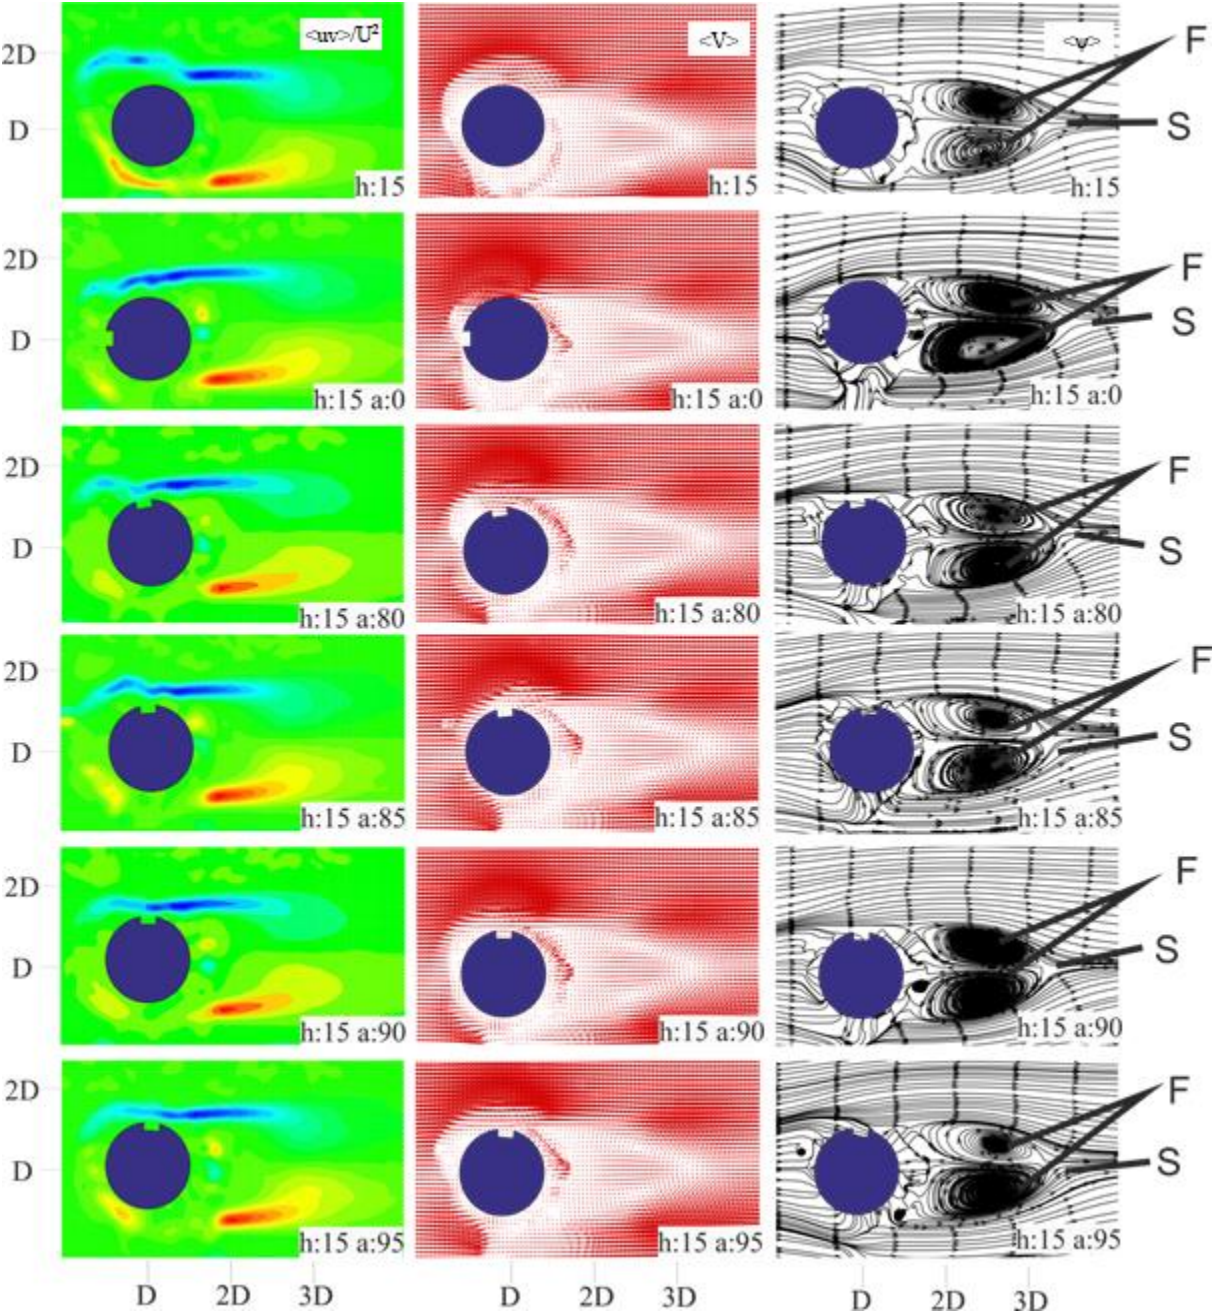 <uv>/U² <V> <ψ> F
2D
D S
h:15 h:15 h:15
2D F
D S
h:15 a:0 h:15 a:0 h:15 a:0
2D F
D S
h:15 a:80 h:15 a:80 h:15 a:80
2D F
D S
h:15 a:85 h:15 a:85 h:15 a:85
2D F
D S
h:15 a:90 h:15 a:90 h:15 a:90
2D F
D S
h:15 a:95 h:15 a:95 h:15 a:95
D 2D 3D D 2D 3D D 2D 3D